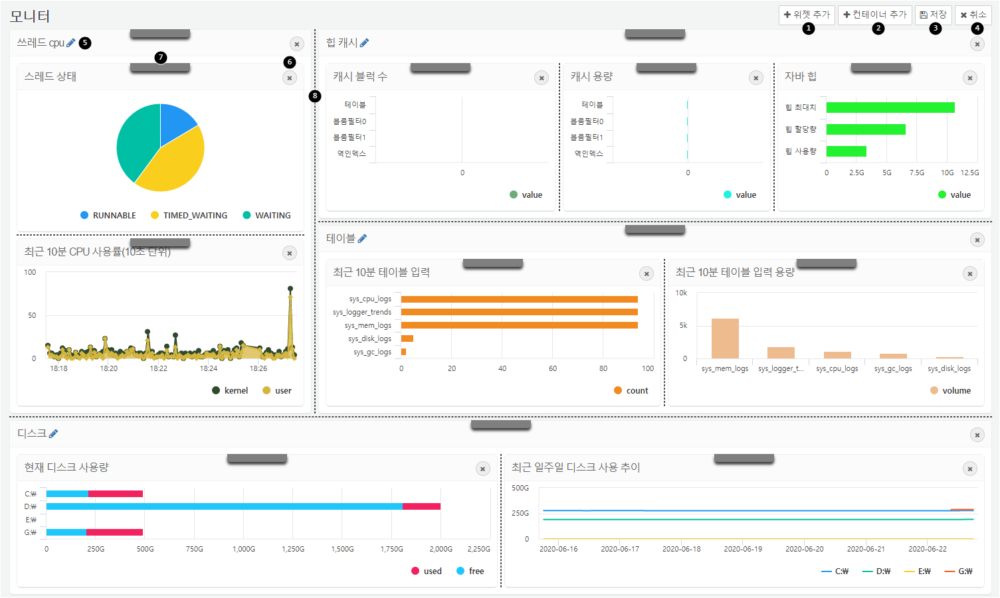 모니터
위젯 추가
컨테이너 추가
저장
취소
1
2
3
4
쓰레드 cpu
5
7
6
스레드 상태
RUNNABLE
TIMED_WAITING
WAITING
8
최근 10분 CPU 사용률(10초 단위)
100
50
0
18:18
18:20
18:22
18:24
18:26
kernel
user
힙 캐시
캐시 블럭 수
테이블
블룸필터0
블룸필터1
역인덱스
0
value
캐시 용량
테이블
블룸필터0
블룸필터1
역인덱스
0
value
자바 힙
힙 최대치
힙 할당량
힙 사용량
0
2.5G
5G
7.5G
10G
12.5G
value
테이블
최근 10분 테이블 입력
sys_cpu_logs
sys_logger_trends
sys_mem_logs
sys_disk_logs
sys_gc_logs
0
20
40
60
80
100
count
최근 10분 테이블 입력 용량
10k
5k
0
sys_mem_logs
sys_logger_t...
sys_cpu_logs
sys_gc_logs
sys_disk_logs
volume
디스크
현재 디스크 사용량
C:₩
D:₩
E:₩
G:₩
0
250G
500G
750G
1,000G
1,250G
1,500G
1,750G
2,000G
2,250G
used
free
최근 일주일 디스크 사용 추이
500G
250G
0
2020-06-16
2020-06-17
2020-06-18
2020-06-19
2020-06-20
2020-06-21
2020-06-22
C:₩
D:₩
E:₩
G:₩